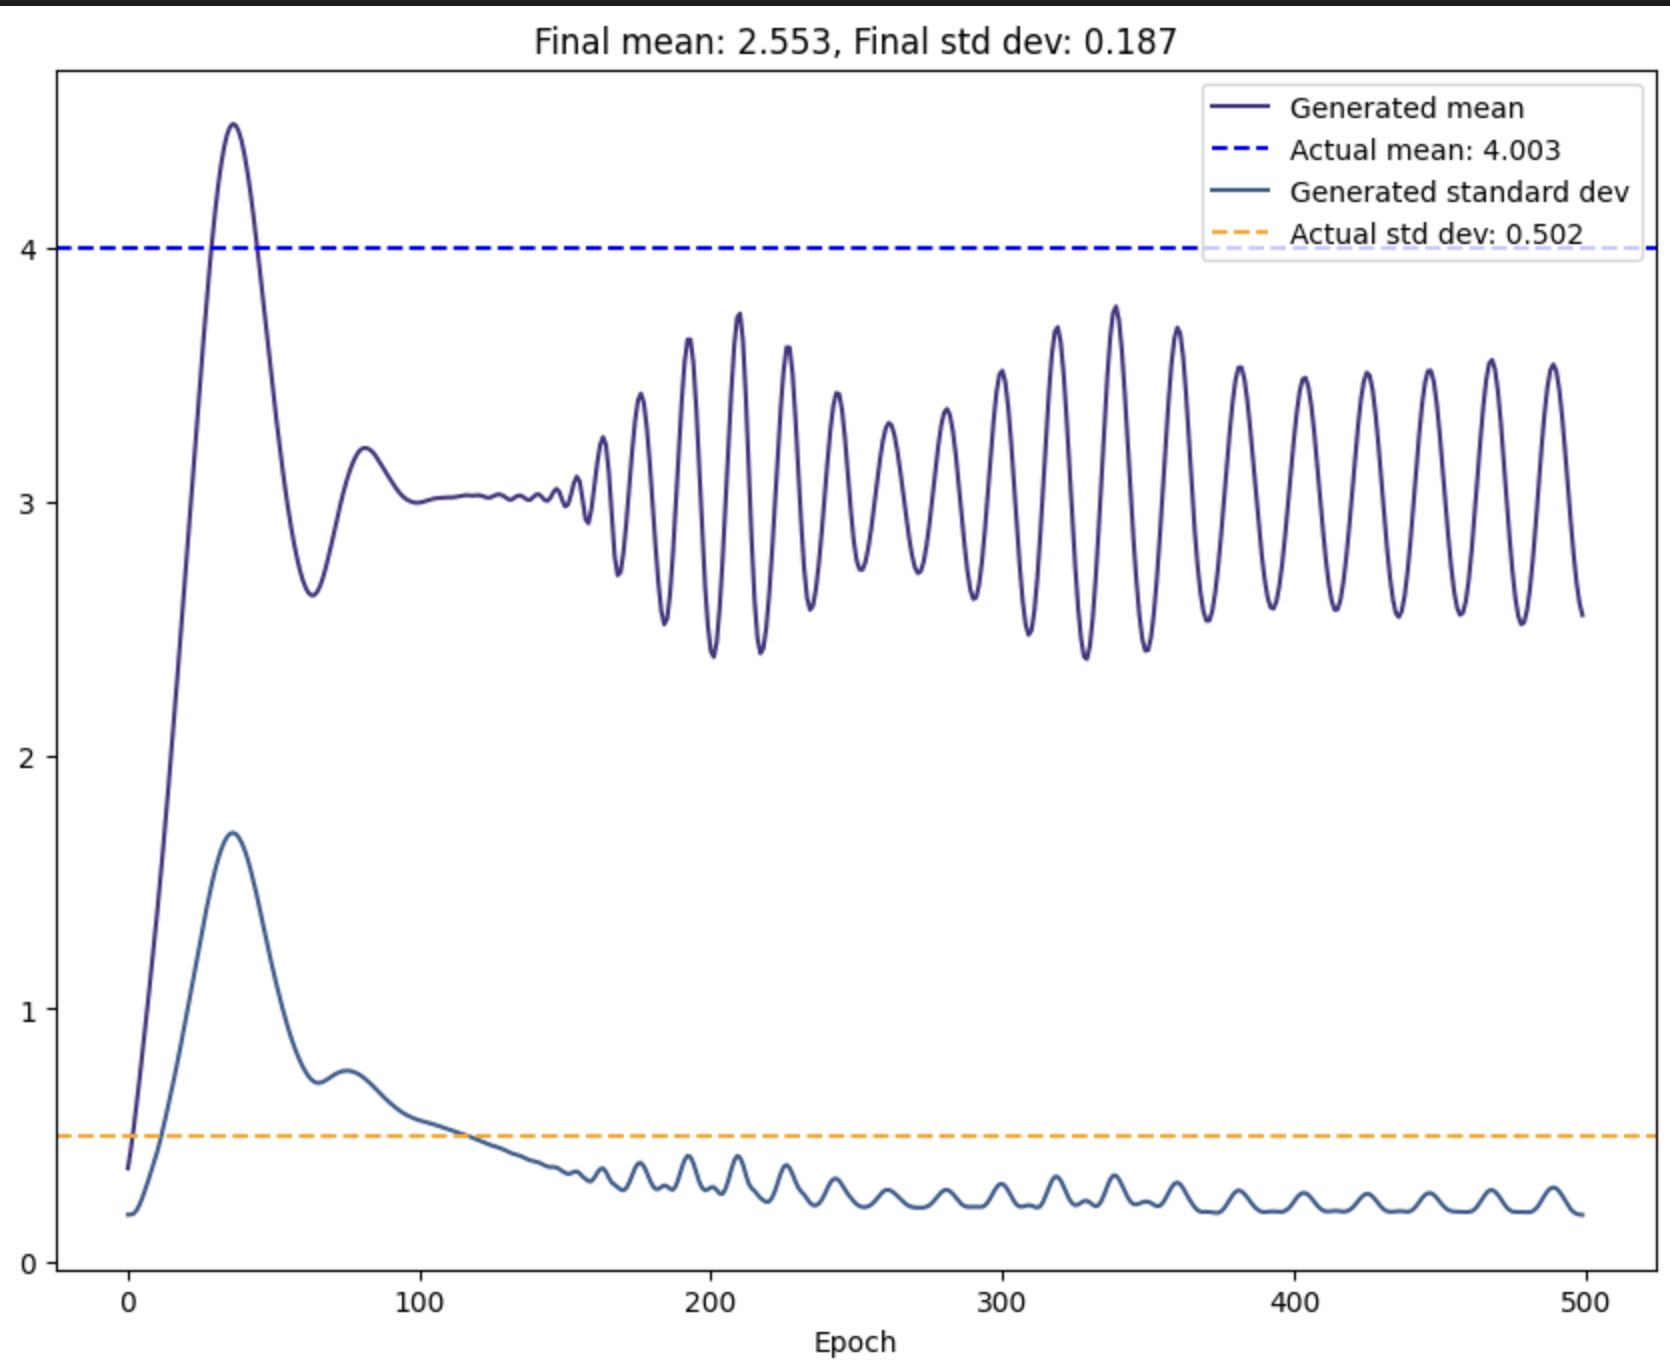 Final mean: 2.553, Final std dev: 0.187
Generated mean
Actual mean: 4.003
Generated standard dev
Actual std dev: 0.502
4
3
2
1
0
0 100 200 300 400 500
Epoch